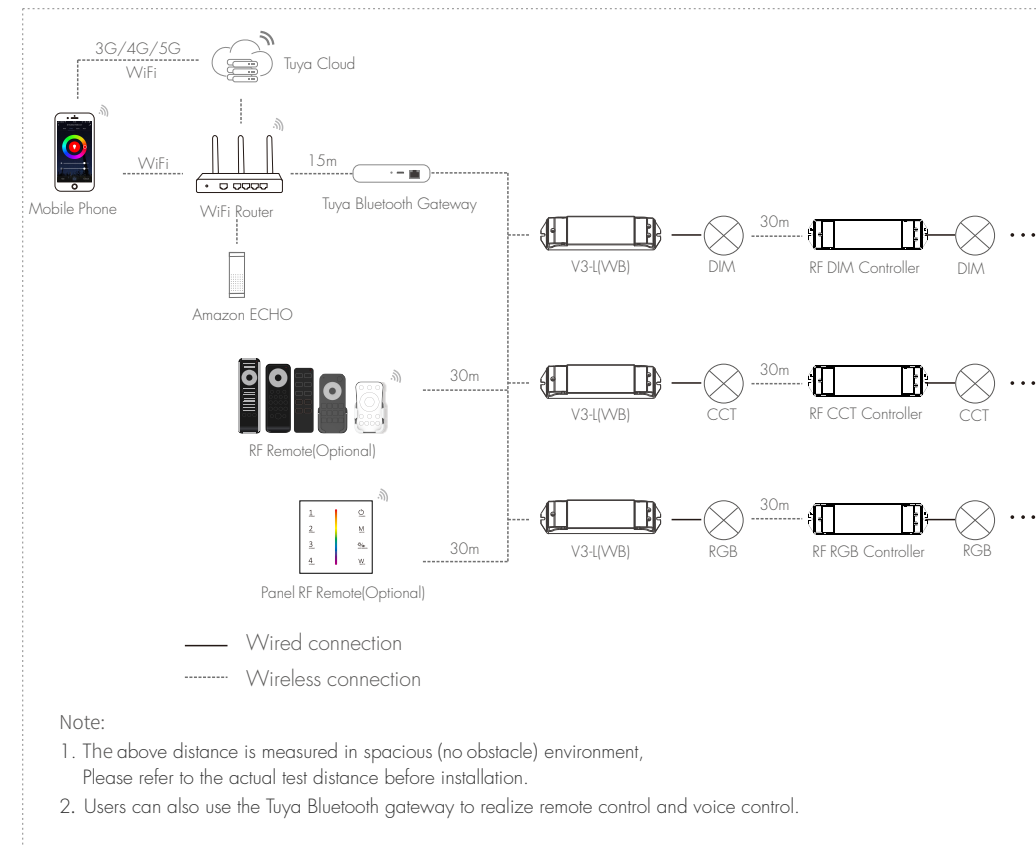 3G/4G/5G
WiFi
Tuya Cloud
WiFi
15m
Mobile Phone
WiFi Router
Tuya Bluetooth Gateway
Amazon ECHO
V3-L(WB)
DIM
30m
RF DIM Controller
DIM
30m
RF Remote(Optional)
V3-L(WB)
CCT
30m
RF CCT Controller
CCT
1
2
3
4
M
W
30m
Panel RF Remote(Optional)
V3-L(WB)
RGB
30m
RF RGB Controller
RGB
Wired connection
Wireless connection
Note:
1. The above distance is measured in spacious (no obstacle) environment,
Please refer to the actual test distance before installation.
2. Users can also use the Tuya Bluetooth gateway to realize remote control and voice control.